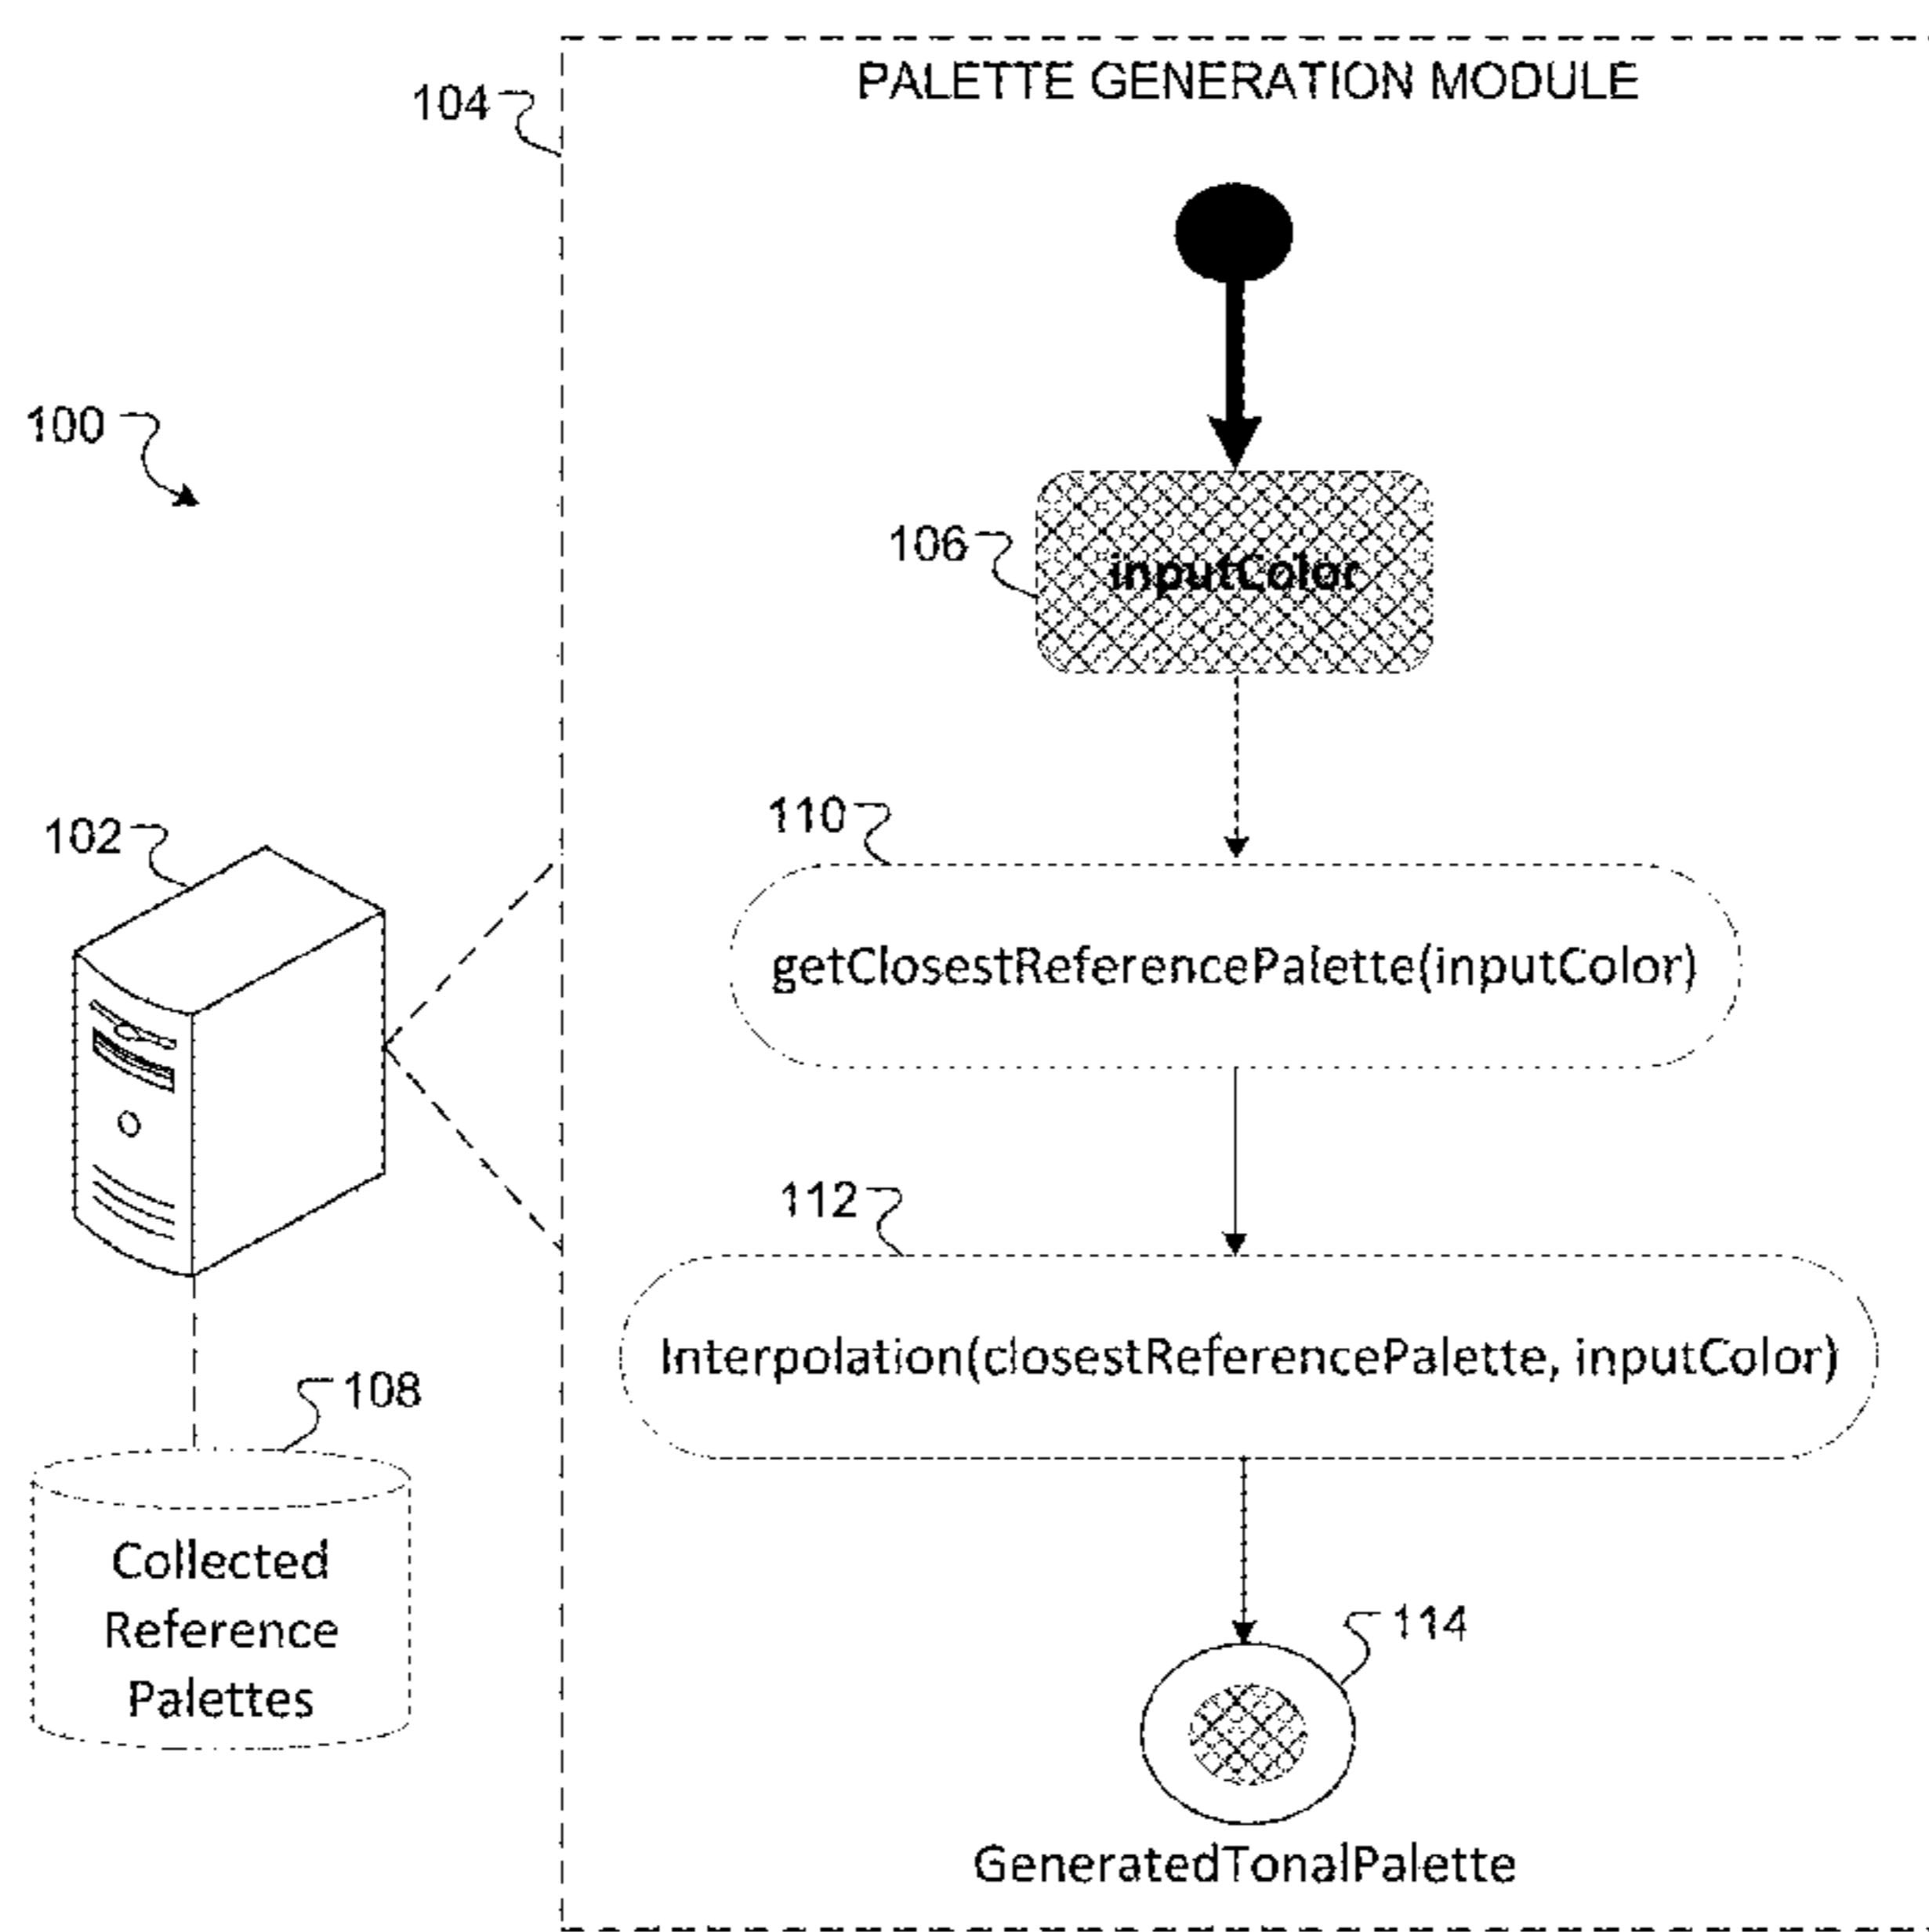 PALETTE GENERATION MODULE
104
100
106
inputColor
110
102
getClosestReferencePalette(inputColor)
112
Interpolation(closestReferencePalette, inputColor)
108
Collected
Reference
Palettes
114
GeneratedTonalPalette